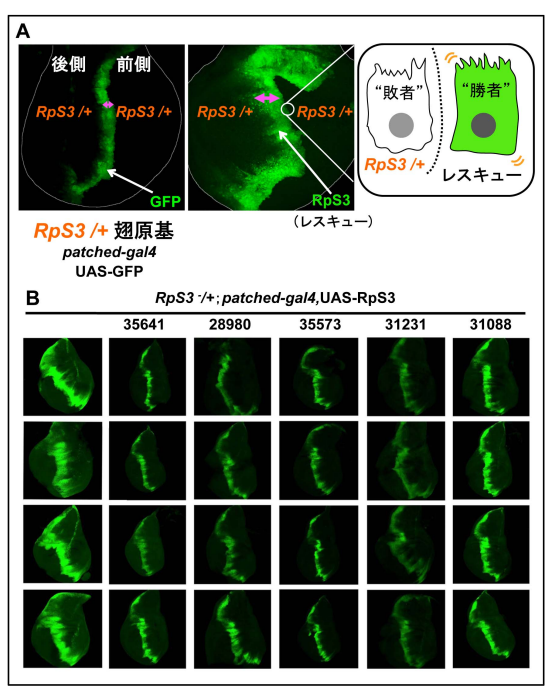 A
後側 前側
RpS3 /+ RpS3 /+
GFP
RpS3 /+ RpS3 /+
RpS3
(レスキュー)
“敗者” “勝者”
RpS3 /+
レスキュー
RpS3 /+ 翅原基
patched-gal4
UAS-GFP
B
RpS3 -/+; patched-gal4,UAS-RpS3
35641 28980 35573 31231 31088